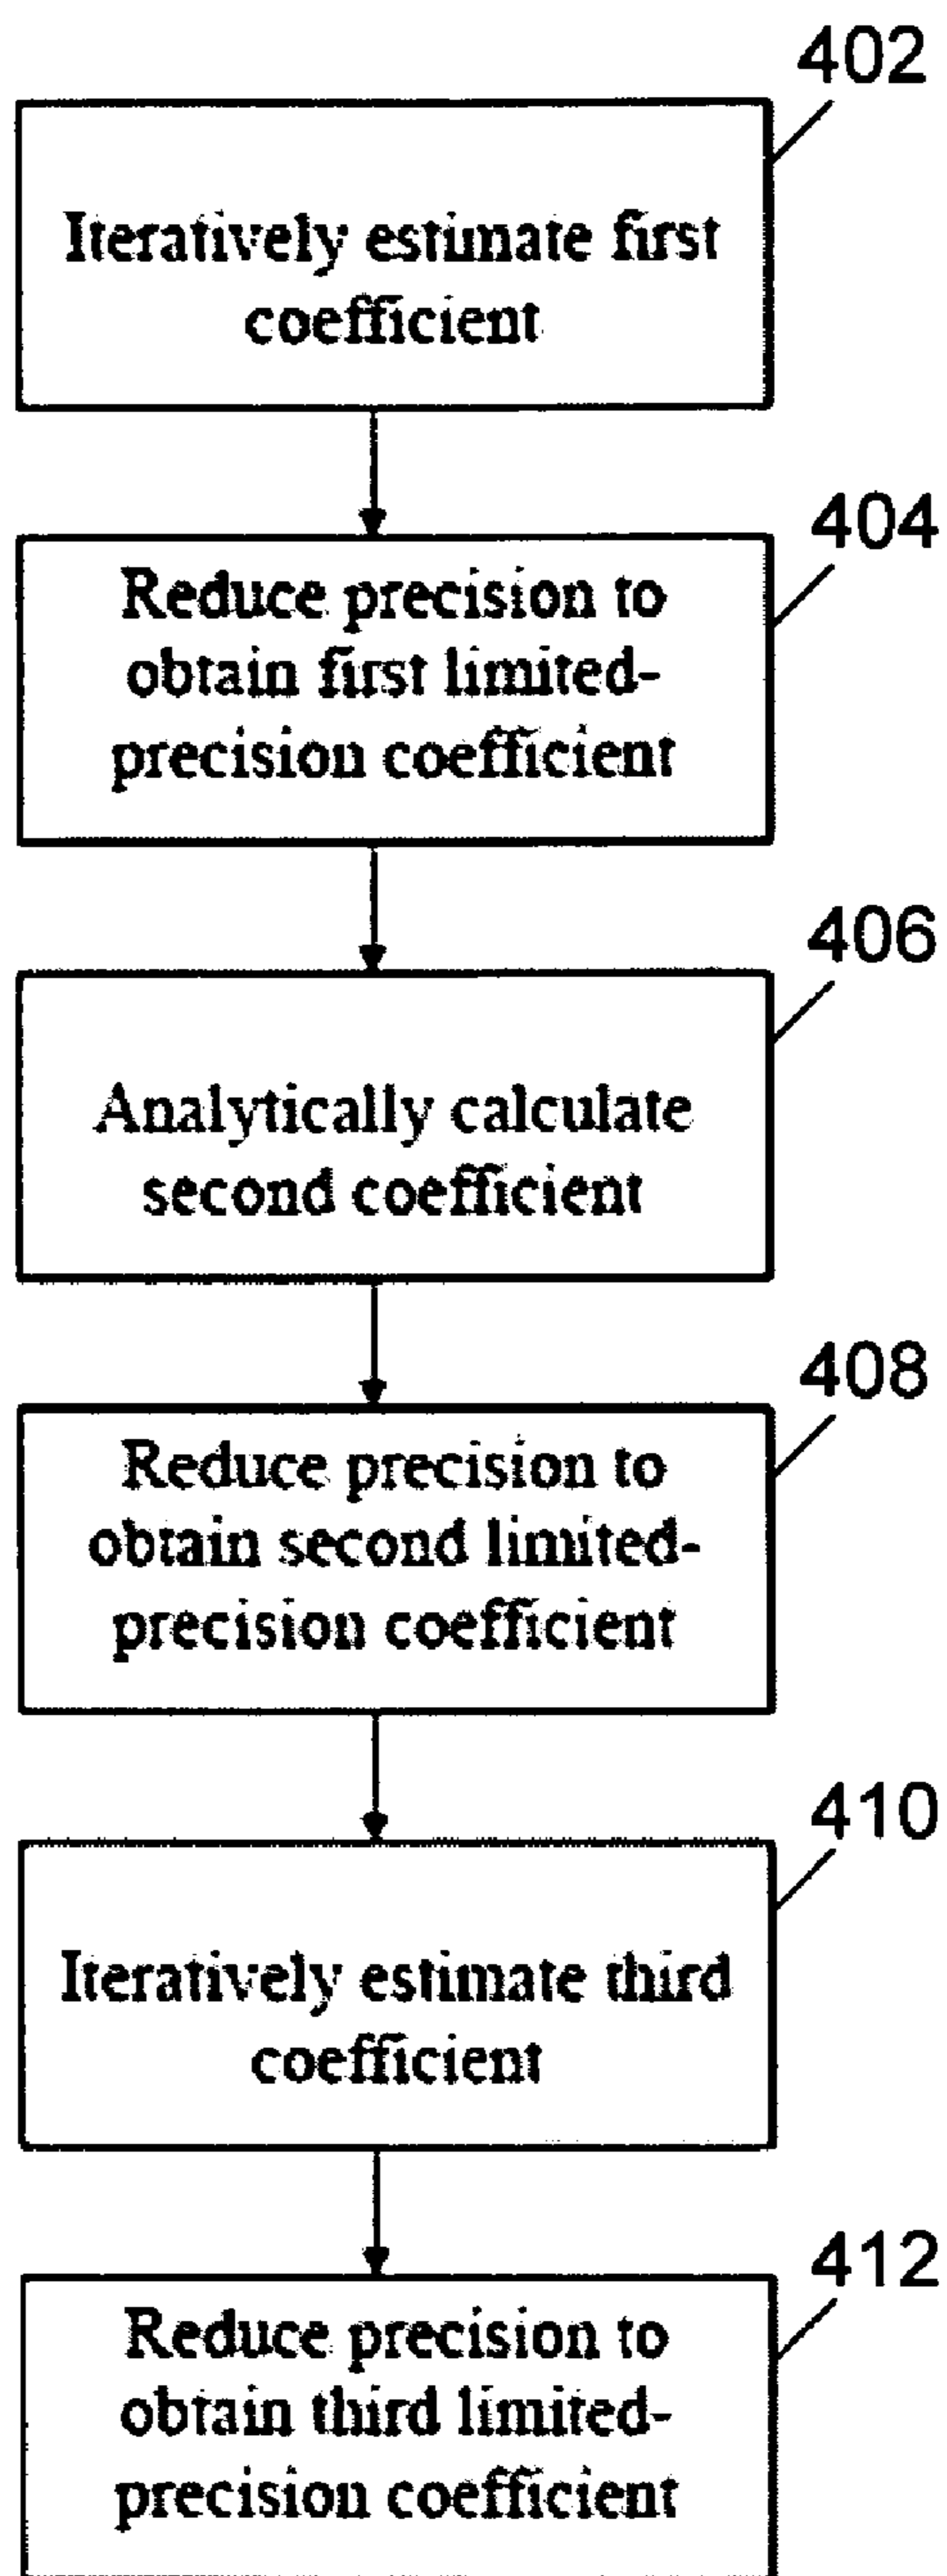 402
Iteratively estimate first
coefficient
404
Reduce precision to
obtain first limited-
precision coefficient
406
Analytically calculate
second coefficient
408
Reduce precision to
obtain second limited-
precision coefficient
410
Iteratively estimate third
coefficient
412
Reduce precision to
obtain third limited-
precision coefficient